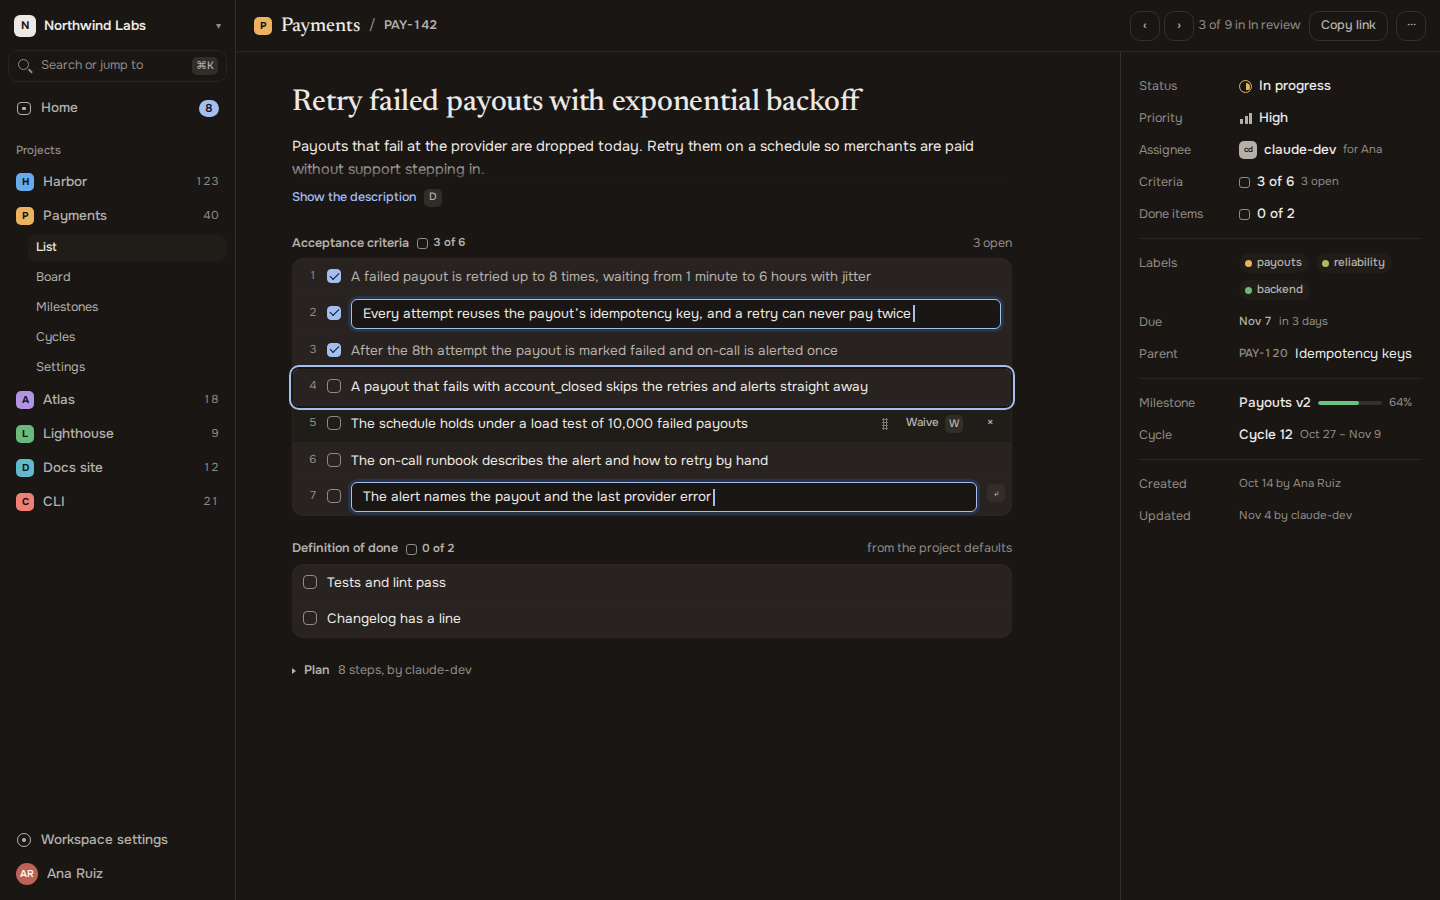 N Northwind Labs
Search or jump to ⌘K
Home 8
Projects
H Harbor 123
P Payments 40
List
Board
Milestones
Cycles
Settings
A Atlas 18
L Lighthouse 9
D Docs site 12
C CLI 21
Workspace settings
AR Ana Ruiz
P Payments / PAY-142
3 of 9 in In review Copy link ...
Retry failed payouts with exponential backoff
Payouts that fail at the provider are dropped today. Retry them on a schedule so merchants are paid
without support stepping in.
Show the description D
Acceptance criteria 3 of 6 3 open
1 A failed payout is retried up to 8 times, waiting from 1 minute to 6 hours with jitter
2 Every attempt reuses the payout's idempotency key, and a retry can never pay twice
3 After the 8th attempt the payout is marked failed and on-call is alerted once
4 A payout that fails with account_closed skips the retries and alerts straight away
5 The schedule holds under a load test of 10,000 failed payouts Waive W ×
6 The on-call runbook describes the alert and how to retry by hand
7 The alert names the payout and the last provider error
Definition of done 0 of 2 from the project defaults
Tests and lint pass
Changelog has a line
Plan 8 steps, by claude-dev
Status In progress
Priority High
Assignee cd claude-dev for Ana
Criteria 3 of 6 3 open
Done items 0 of 2
Labels payouts reliability
backend
Due Nov 7 in 3 days
Parent PAY-120 Idempotency keys
Milestone Payouts v2 64%
Cycle Cycle 12 Oct 27 – Nov 9
Created Oct 14 by Ana Ruiz
Updated Nov 4 by claude-dev